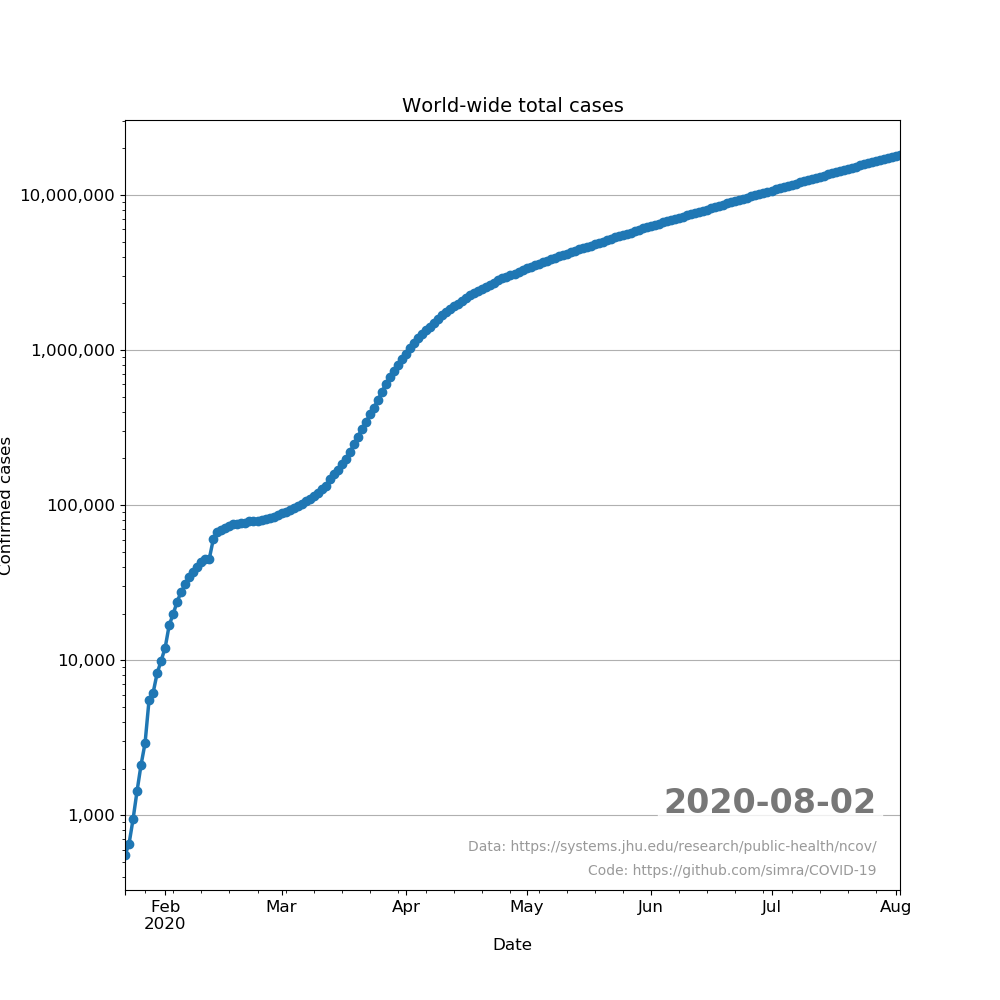 World-wide total cases
10,000,000
1,000,000
100,000
10,000
1,000
Confirmed cases
2020-08-02
Data: https://systems.jhu.edu/research/public-health/ncov/
Code: https://github.com/simra/COVID-19
Feb Mar Apr May Jun Jul Aug
2020
Date